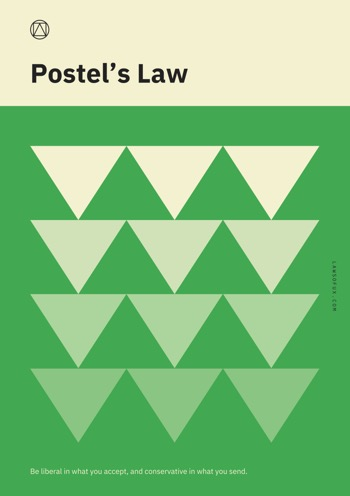 Postel’s Law
LAWSOFUX.COM
Be liberal in what you accept, and conservative in what you send.